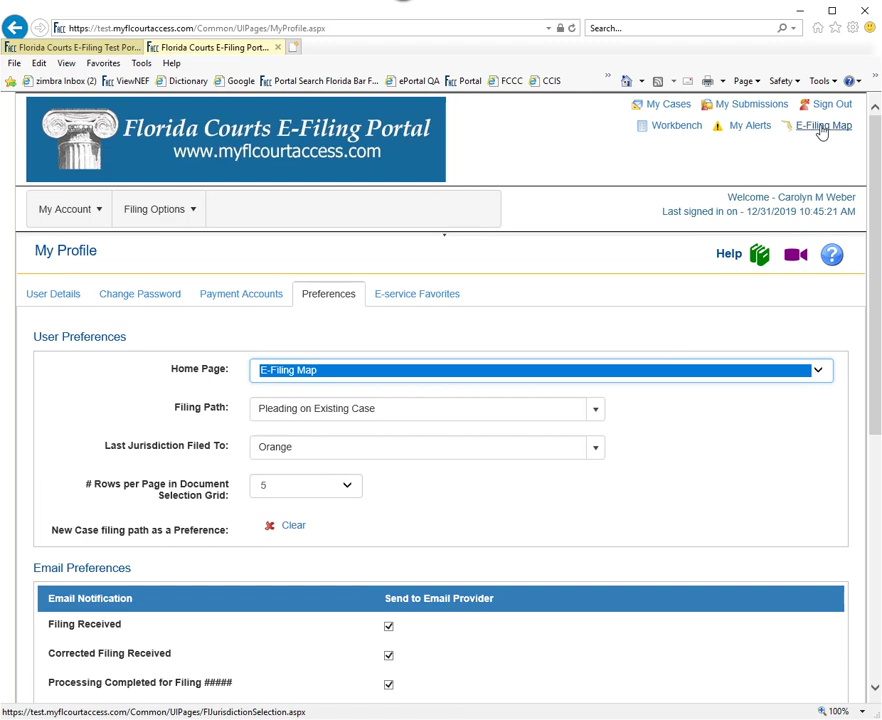 https://test.myflcourtaccess.com/Common/UIPages/MyProfile.aspx
Search...
FACC Florida Courts E-Filing Test Por...
FACC Florida Courts E-Filing Port...
File Edit View Favorites Tools Help
zimbra Inbox (2) ViewNEF Dictionary Google Portal Search Florida Bar F... ePortal QA Portal FCCC CCIS
Page Safety Tools
Florida Courts E-Filing Portal
www.myflcourtaccess.com
My Cases My Submissions Sign Out
Workbench My Alerts E-Filing Map
My Account Filing Options
Welcome - Carolyn M Weber
Last signed in on - 12/31/2019 10:45:21 AM
My Profile
Help
User Details Change Password Payment Accounts Preferences E-service Favorites
User Preferences
Home Page: E-Filing Map
Filing Path: Pleading on Existing Case
Last Jurisdiction Filed To: Orange
# Rows per Page in Document
Selection Grid: 5
New Case filing path as a Preference: Clear
Email Preferences
Email Notification Send to Email Provider
Filing Received
Corrected Filing Received
Processing Completed for Filing #####
https://test.myflcourtaccess.com/Common/UIPages/FlJurisdictionSelection.aspx
100%